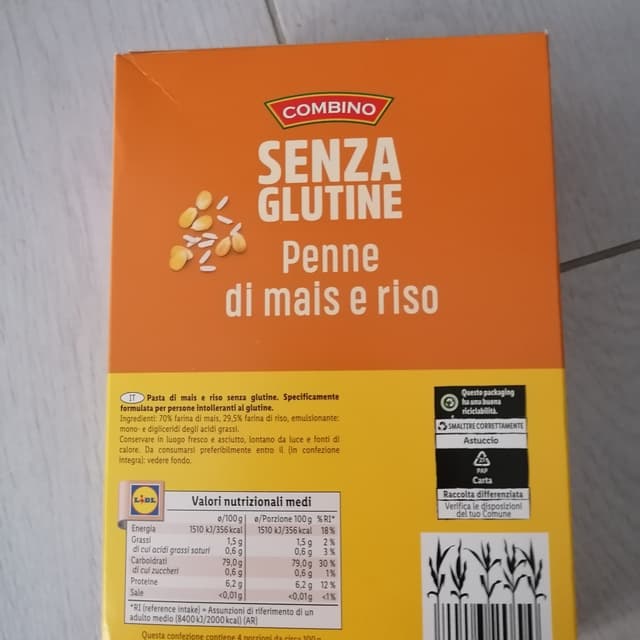 COMBINO
SENZA
GLUTINE
Penne
di mais e riso
IT Pasta di mais e riso senza glutine. Specificamente
formulata per persone intolleranti al glutine.
Ingredienti: 70% farina di mais, 29,5% farina di riso, emulsionante:
mono- e digliceridi degli acidi grassi.
Conservare in luogo fresco e asciutto, lontano da luce e fonti di
calore. Da consumarsi preferibilmente entro il (in confezione
integra): vedere fondo.
Questo packaging
ha una buona
riciclabilità.
SMALTIRE CORRETTAMENTE
Astuccio
PAP
Carta
Raccolta differenziata
Verifica le disposizioni
del tuo Comune
LIDL
Valori nutrizionali medi
ø/100 g ø/Porzione 100 g % RI*
Energia 1510 kJ/356 kcal 1510 kJ/356 kcal 18 %
Grassi 1,5 g 1,5 g 2 %
di cui acidi grassi saturi 0,6 g 0,6 g 3 %
Carboidrati 79,0 g 79,0 g 30 %
di cui zuccheri 0,6 g 0,6 g 1 %
Proteine 6,2 g 6,2 g 12 %
Sale <0,01 g <0,01 g <1 %
*RI (reference intake) = Assunzioni di riferimento di un
adulto medio (8400 kJ/2000 kcal) (AR)
Questa confezione contiene 4 porzioni da circa 100 g